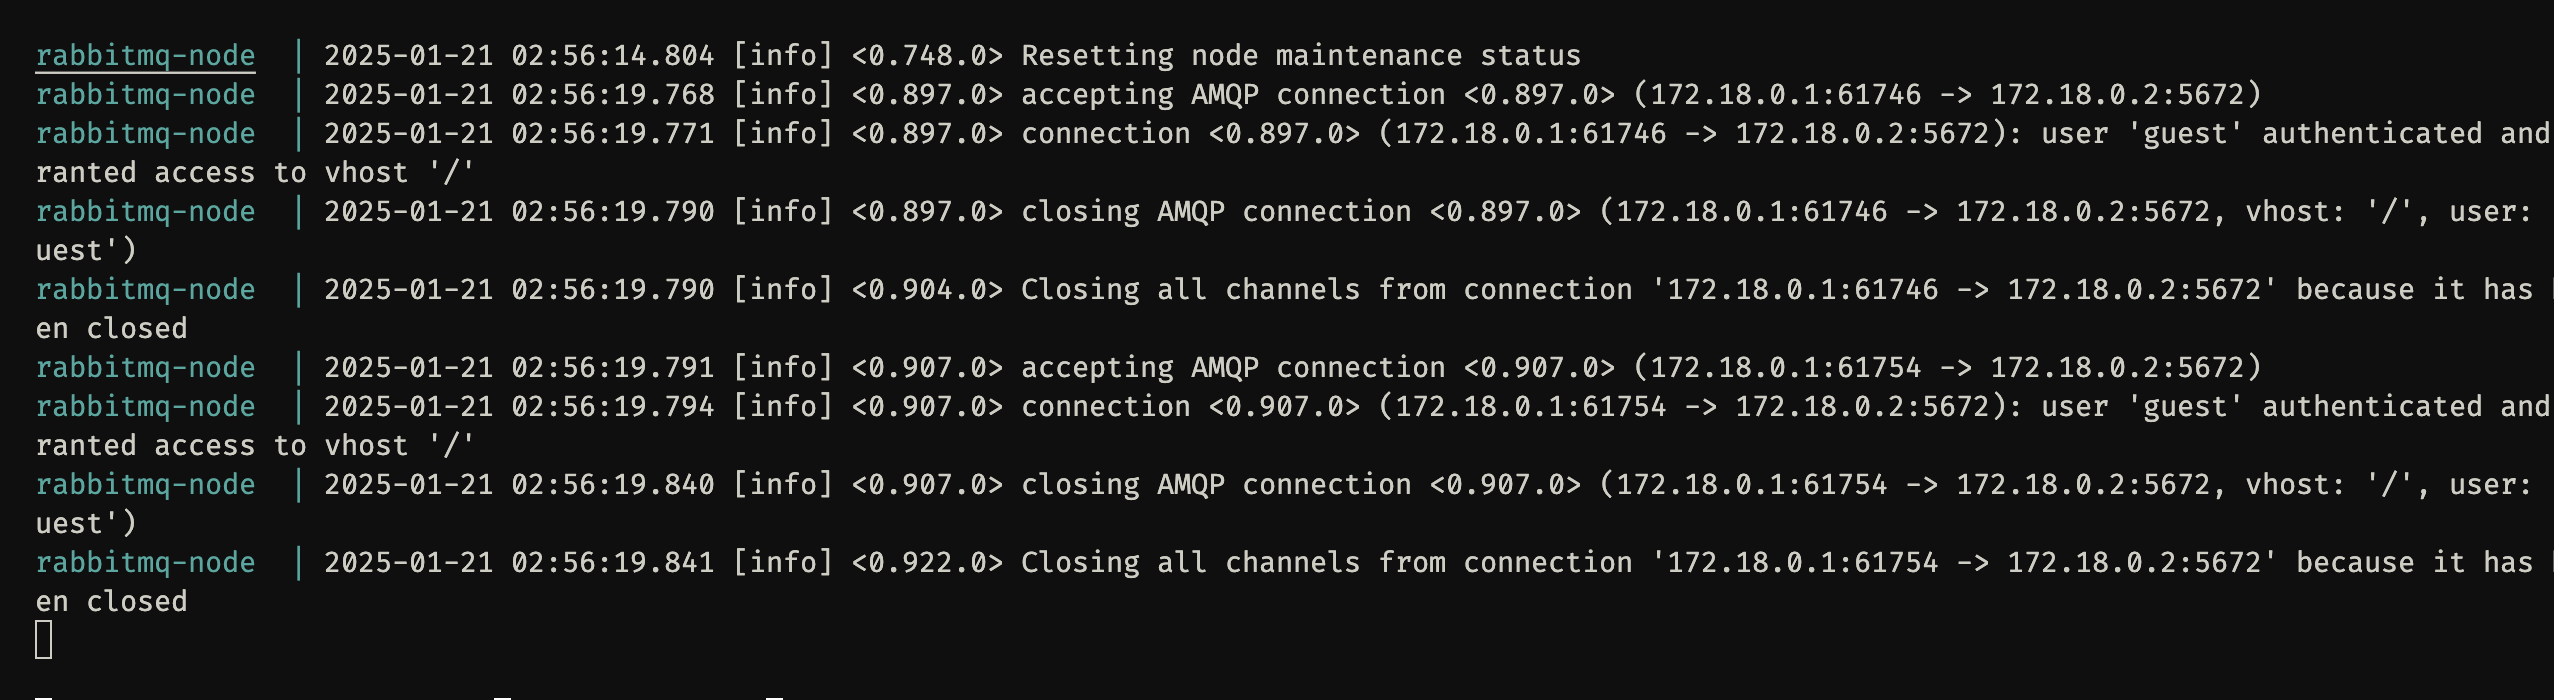 rabbitmq-node  | 2025-01-21 02:56:14.804 [info] <0.748.0> Resetting node maintenance status
rabbitmq-node  | 2025-01-21 02:56:19.768 [info] <0.897.0> accepting AMQP connection <0.897.0> (172.18.0.1:61746 -> 172.18.0.2:5672)
rabbitmq-node  | 2025-01-21 02:56:19.771 [info] <0.897.0> connection <0.897.0> (172.18.0.1:61746 -> 172.18.0.2:5672): user 'guest' authenticated and
ranted access to vhost '/'
rabbitmq-node  | 2025-01-21 02:56:19.790 [info] <0.897.0> closing AMQP connection <0.897.0> (172.18.0.1:61746 -> 172.18.0.2:5672, vhost: '/', user:
uest')
rabbitmq-node  | 2025-01-21 02:56:19.790 [info] <0.904.0> Closing all channels from connection '172.18.0.1:61746 -> 172.18.0.2:5672' because it has
en closed
rabbitmq-node  | 2025-01-21 02:56:19.791 [info] <0.907.0> accepting AMQP connection <0.907.0> (172.18.0.1:61754 -> 172.18.0.2:5672)
rabbitmq-node  | 2025-01-21 02:56:19.794 [info] <0.907.0> connection <0.907.0> (172.18.0.1:61754 -> 172.18.0.2:5672): user 'guest' authenticated and
ranted access to vhost '/'
rabbitmq-node  | 2025-01-21 02:56:19.840 [info] <0.907.0> closing AMQP connection <0.907.0> (172.18.0.1:61754 -> 172.18.0.2:5672, vhost: '/', user:
uest')
rabbitmq-node  | 2025-01-21 02:56:19.841 [info] <0.922.0> Closing all channels from connection '172.18.0.1:61754 -> 172.18.0.2:5672' because it has
en closed